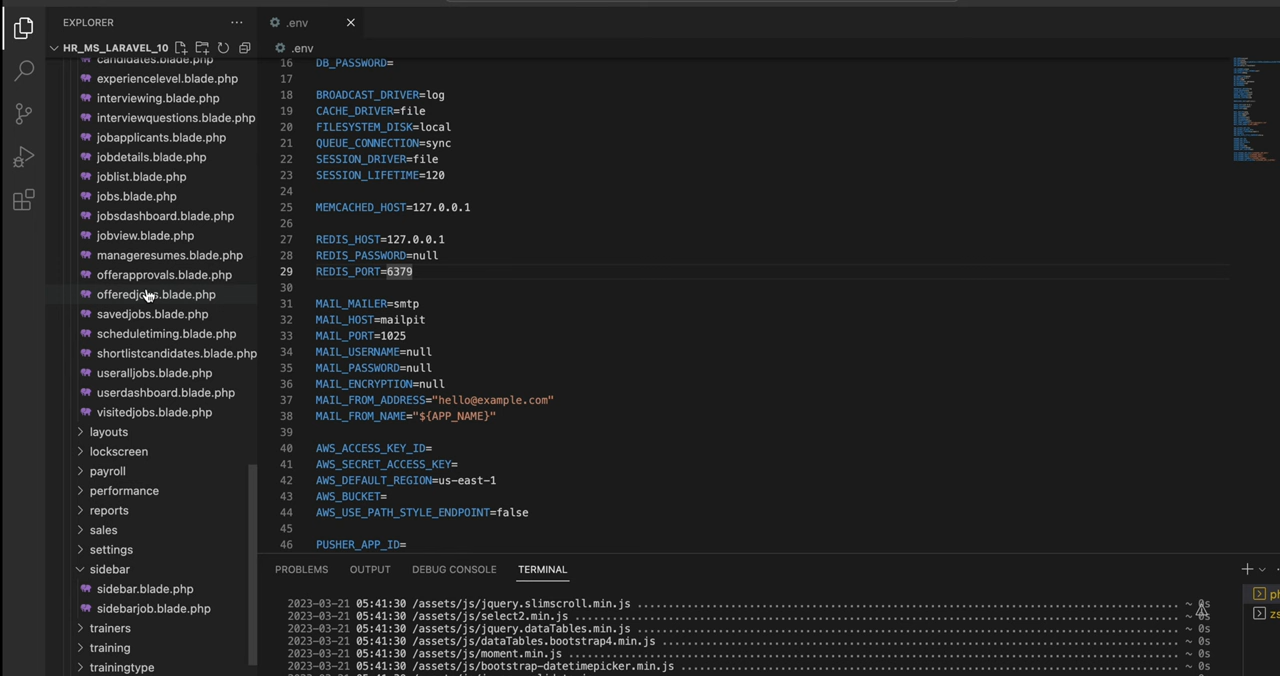 EXPLORER
.env
HR_MS_LARAVEL_10
.env
candidates.blade.php
experiencelevel.blade.php
interviewing.blade.php
interviewquestions.blade.php
jobapplicants.blade.php
jobdetails.blade.php
joblist.blade.php
jobs.blade.php
jobsdashboard.blade.php
jobview.blade.php
manageresumes.blade.php
offerapprovals.blade.php
offeredjobs.blade.php
savedjobs.blade.php
scheduletiming.blade.php
shortlistcandidates.blade.php
useralljobs.blade.php
userdashboard.blade.php
visitedjobs.blade.php
layouts
lockscreen
payroll
performance
reports
sales
settings
sidebar
sidebar.blade.php
sidebarjob.blade.php
trainers
training
trainingtype
16 DB_PASSWORD=
17
18 BROADCAST_DRIVER=log
19 CACHE_DRIVER=file
20 FILESYSTEM_DISK=local
21 QUEUE_CONNECTION=sync
22 SESSION_DRIVER=file
23 SESSION_LIFETIME=120
24
25 MEMCACHED_HOST=127.0.0.1
26
27 REDIS_HOST=127.0.0.1
28 REDIS_PASSWORD=null
29 REDIS_PORT=6379
30
31 MAIL_MAILER=smtp
32 MAIL_HOST=mailpit
33 MAIL_PORT=1025
34 MAIL_USERNAME=null
35 MAIL_PASSWORD=null
36 MAIL_ENCRYPTION=null
37 MAIL_FROM_ADDRESS="hello@example.com"
38 MAIL_FROM_NAME="${APP_NAME}"
39
40 AWS_ACCESS_KEY_ID=
41 AWS_SECRET_ACCESS_KEY=
42 AWS_DEFAULT_REGION=us-east-1
43 AWS_BUCKET=
44 AWS_USE_PATH_STYLE_ENDPOINT=false
45
46 PUSHER_APP_ID=
PROBLEMS OUTPUT DEBUG CONSOLE TERMINAL
2023-03-21 05:41:30 /assets/js/jquery.slimscroll.min.js ~ 0s
2023-03-21 05:41:30 /assets/js/select2.min.js ~ 0s
2023-03-21 05:41:30 /assets/js/jquery.dataTables.min.js ~ 0s
2023-03-21 05:41:30 /assets/js/dataTables.bootstrap4.min.js ~ 0s
2023-03-21 05:41:30 /assets/js/moment.min.js ~ 0s
2023-03-21 05:41:30 /assets/js/bootstrap-datetimepicker.min.js ~ 0s